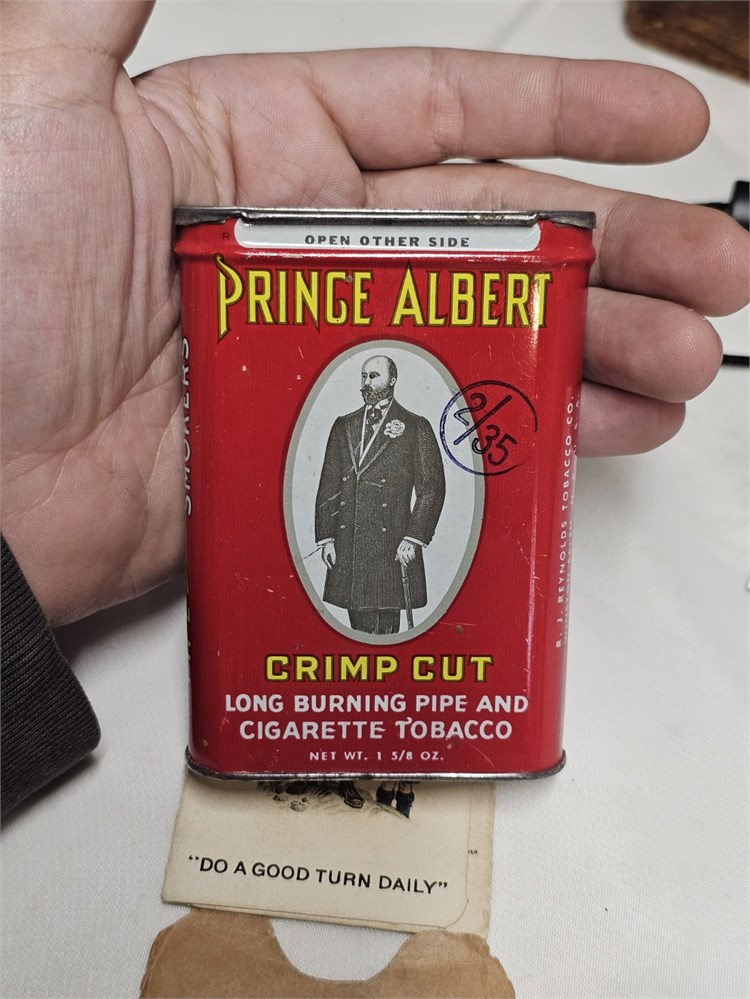 OPEN OTHER SIDE
R
PRINCE ALBERT
2/35
SMOKERS
R. J. REYNOLDS TOBACCO CO.
CRIMP CUT
LONG BURNING PIPE AND
CIGARETTE TOBACCO
NET WT. 1 5/8 OZ.
"DO A GOOD TURN DAILY"